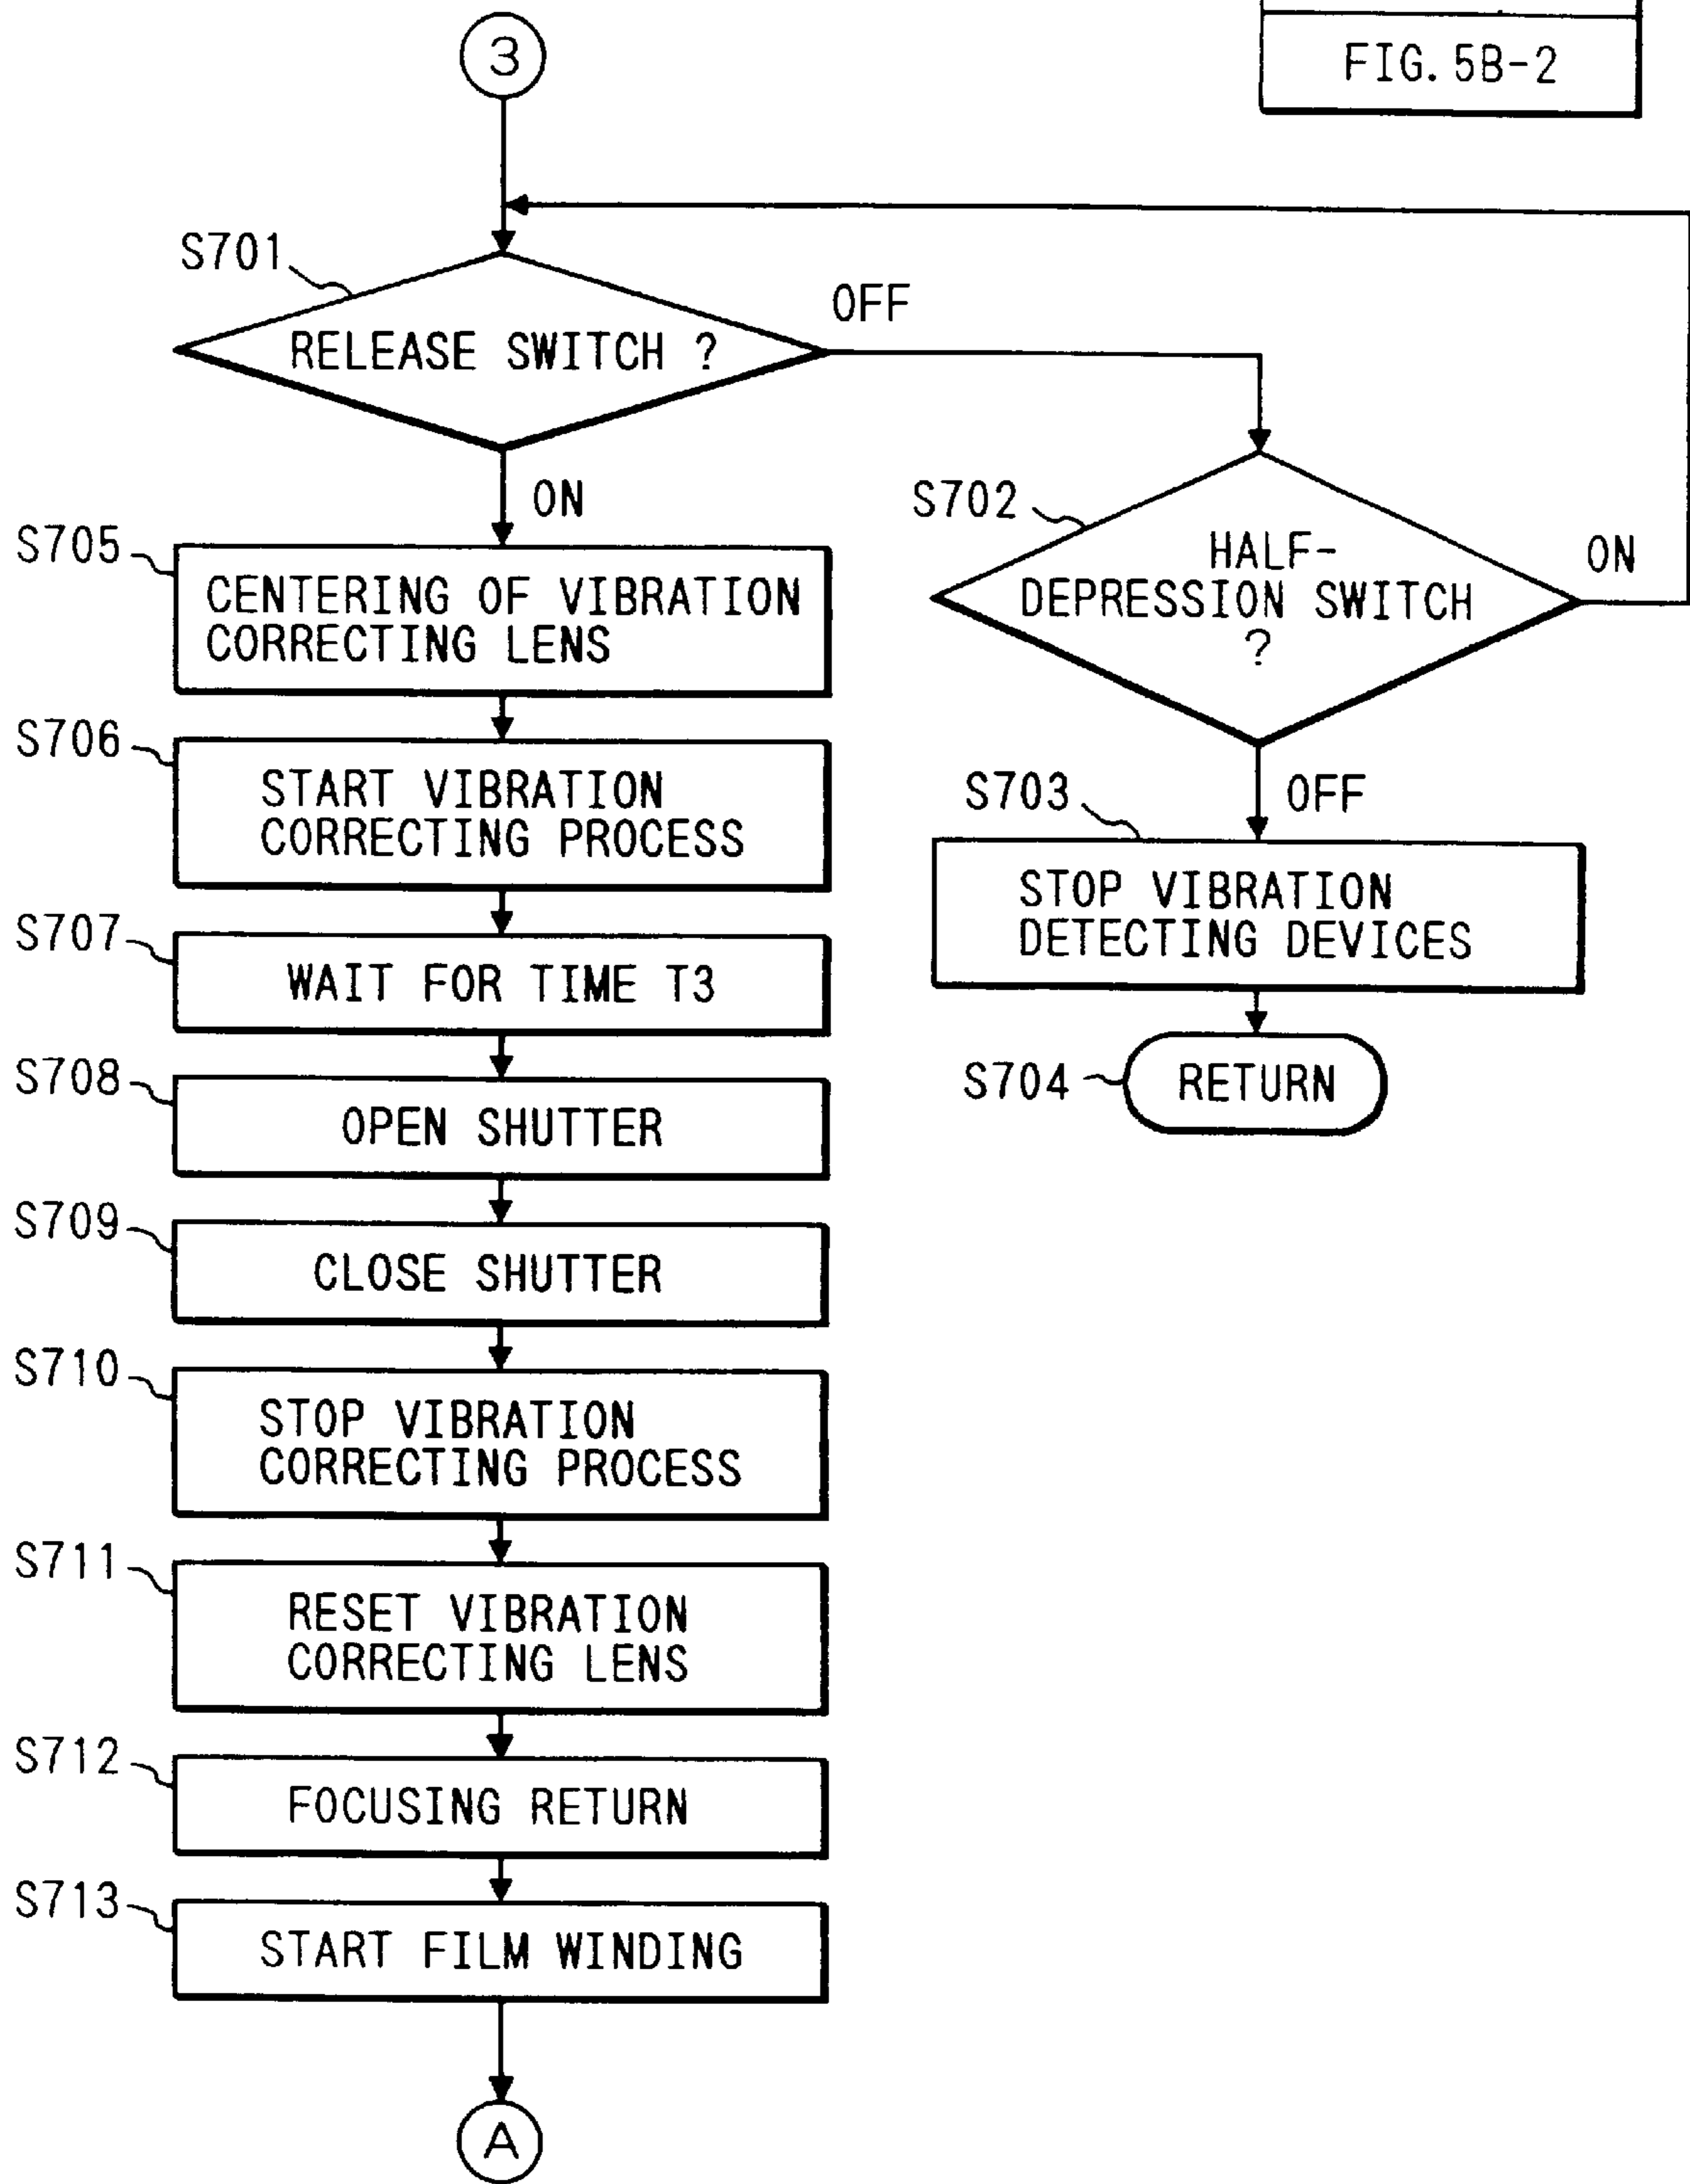 FIG. 5B-2
3
S701
RELEASE SWITCH ?
OFF
ON
S702
HALF-
DEPRESSION SWITCH
?
ON
OFF
S703
STOP VIBRATION
DETECTING DEVICES
S704
RETURN
S705
CENTERING OF VIBRATION
CORRECTING LENS
S706
START VIBRATION
CORRECTING PROCESS
S707
WAIT FOR TIME T3
S708
OPEN SHUTTER
S709
CLOSE SHUTTER
S710
STOP VIBRATION
CORRECTING PROCESS
S711
RESET VIBRATION
CORRECTING LENS
S712
FOCUSING RETURN
S713
START FILM WINDING
A